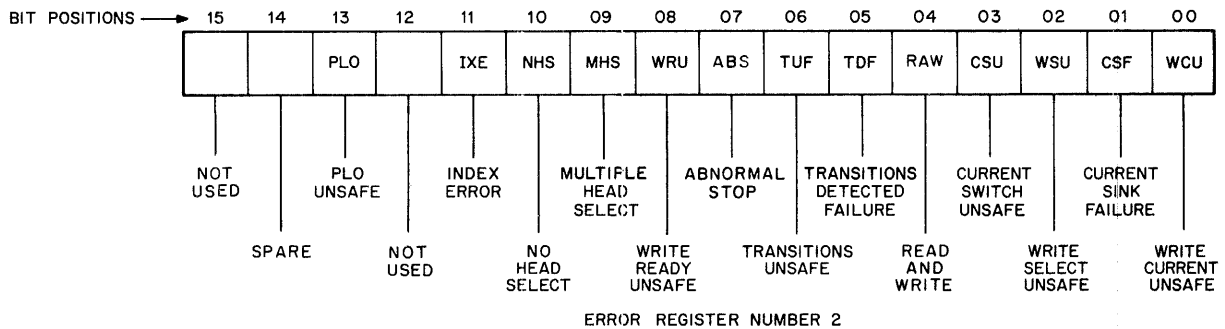 BIT POSITIONS 15 14 13 12 11 10 09 08 07 06 05 04 03 02 01 00
PLO IXE NHS MHS WRU ABS TUF TDF RAW CSU WSU CSF WCU
NOT USED
SPARE
PLO UNSAFE
NOT USED
INDEX ERROR
NO HEAD SELECT
MULTIPLE HEAD SELECT
WRITE READY UNSAFE
ABNORMAL STOP
TRANSITIONS UNSAFE
TRANSITIONS DETECTED FAILURE
READ AND WRITE
CURRENT SWITCH UNSAFE
WRITE SELECT UNSAFE
CURRENT SINK FAILURE
WRITE CURRENT UNSAFE
ERROR REGISTER NUMBER 2